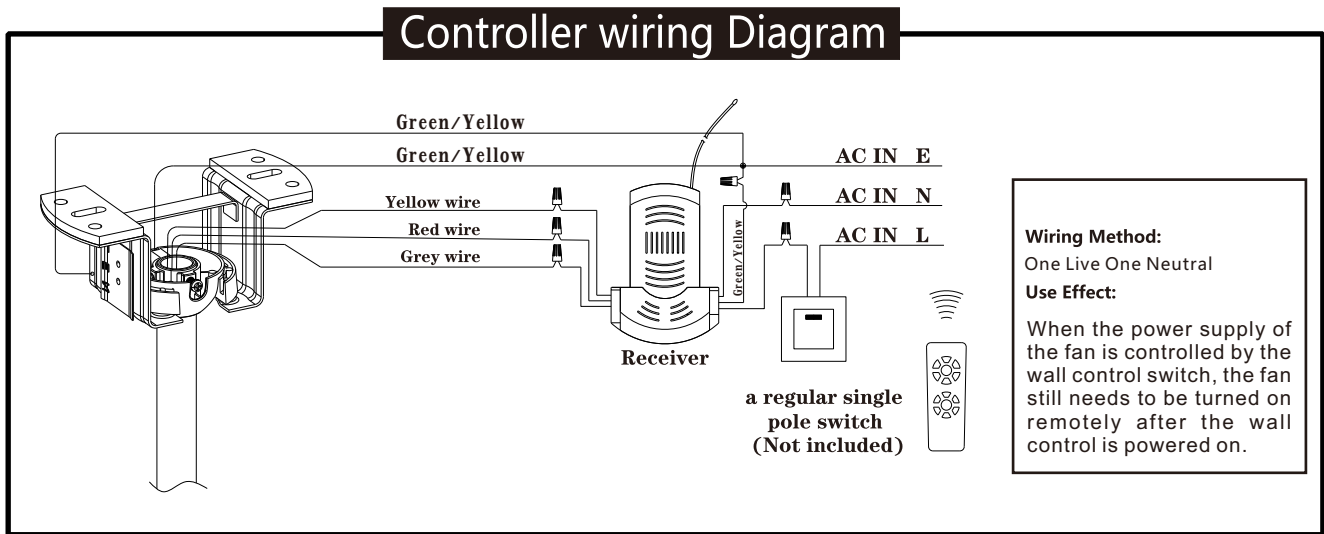 Controller wiring Diagram
Green/Yellow
Green/Yellow
AC IN E
Yellow wire
AC IN N
Red wire
AC IN L
Grey wire
Green/Yellow
Receiver
a regular single
pole switch
(Not included)
Wiring Method:
One Live One Neutral
Use Effect:
When the power supply of
the fan is controlled by the
wall control switch, the fan
still needs to be turned on
remotely after the wall
control is powered on.